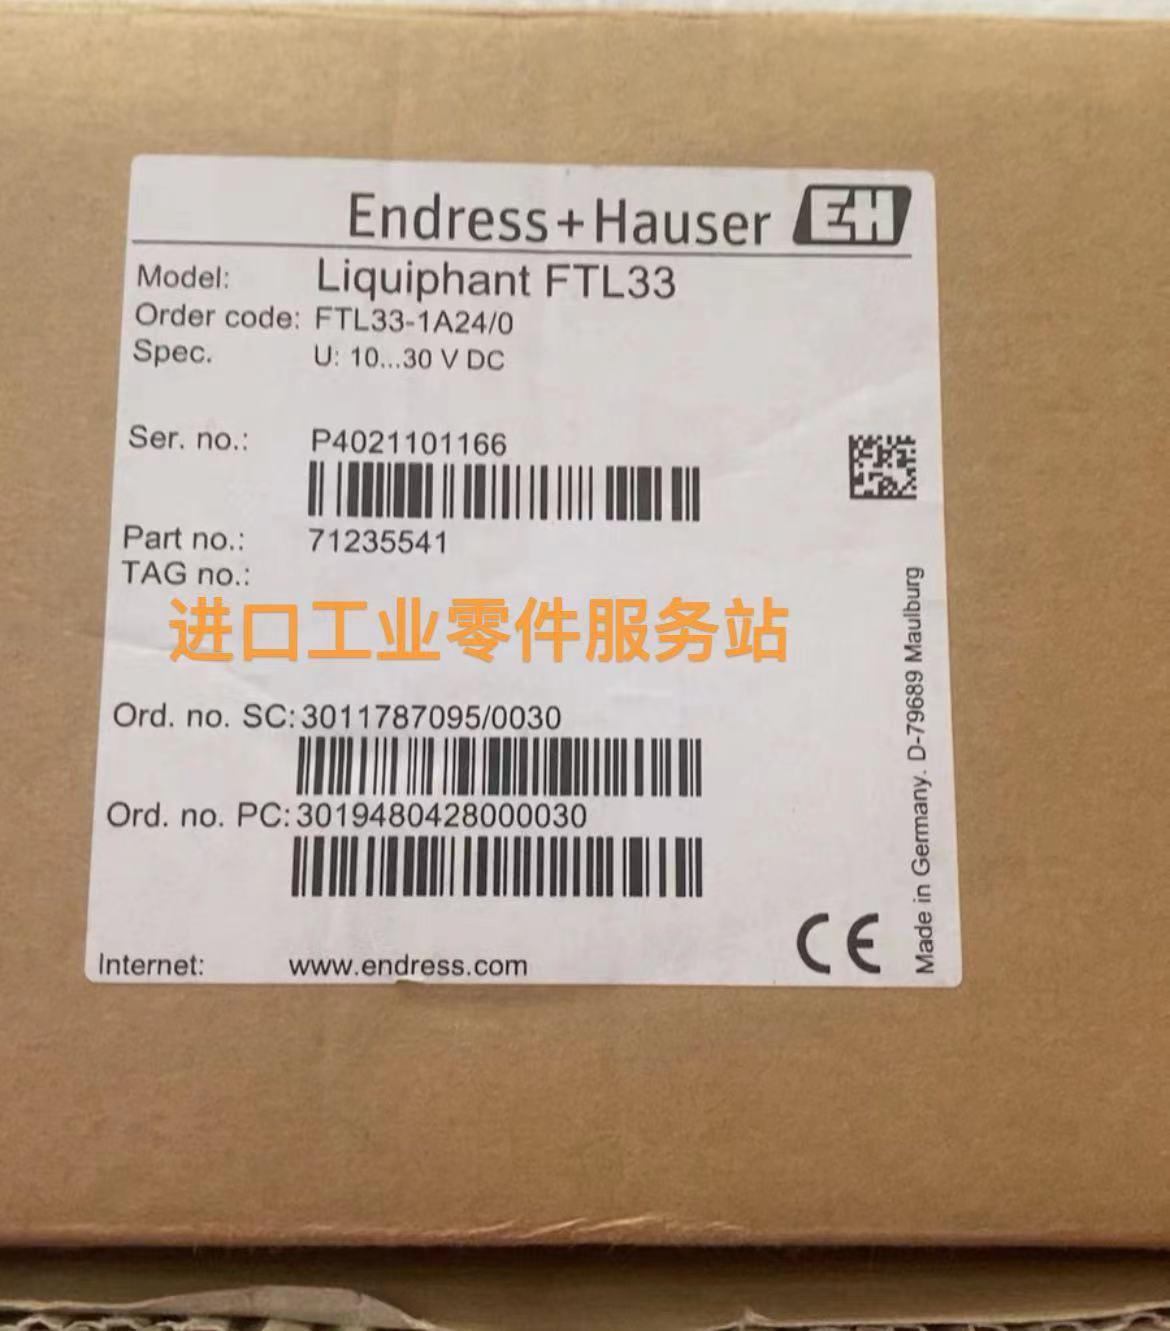 Endress+Hauser EH
Model: Liquiphant FTL33
Order code: FTL33-1A24/0
Spec. U: 10...30 V DC
Ser. no.: P4021101166
Part no.: 71235541
TAG no.:
进口工业零件服务站
Ord. no. SC: 3011787095/0030
Ord. no. PC: 3019480428000030
Internet: www.endress.com
CE
Made in Germany. D-79689 Maulburg